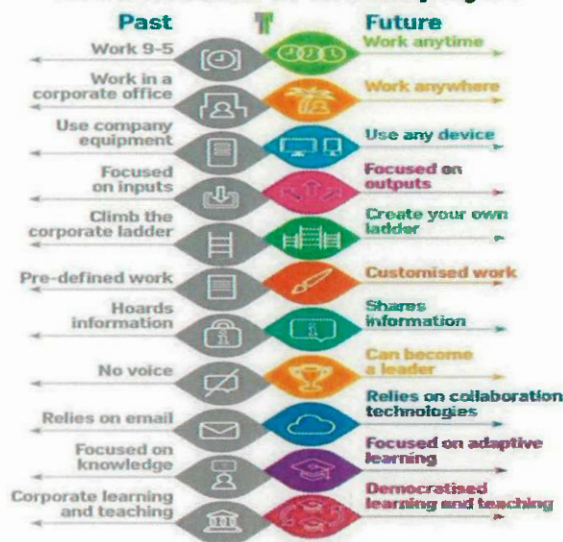 Past
Future
Work 9-5
Work anytime
Work in a
corporate office
Work anywhere
Use company
equipment
Use any device
Focused
on inputs
Focused on
outputs
Climb the
corporate ladder
Create your own
ladder
Pre-defined work
Customised work
Hoards
information
Shares
information
No voice
Can become
a leader
Relies on email
Relies on collaboration
technologies
Focused on
knowledge
Focused on adaptive
learning
Corporate learning
and teaching
Democratised
learning and teaching